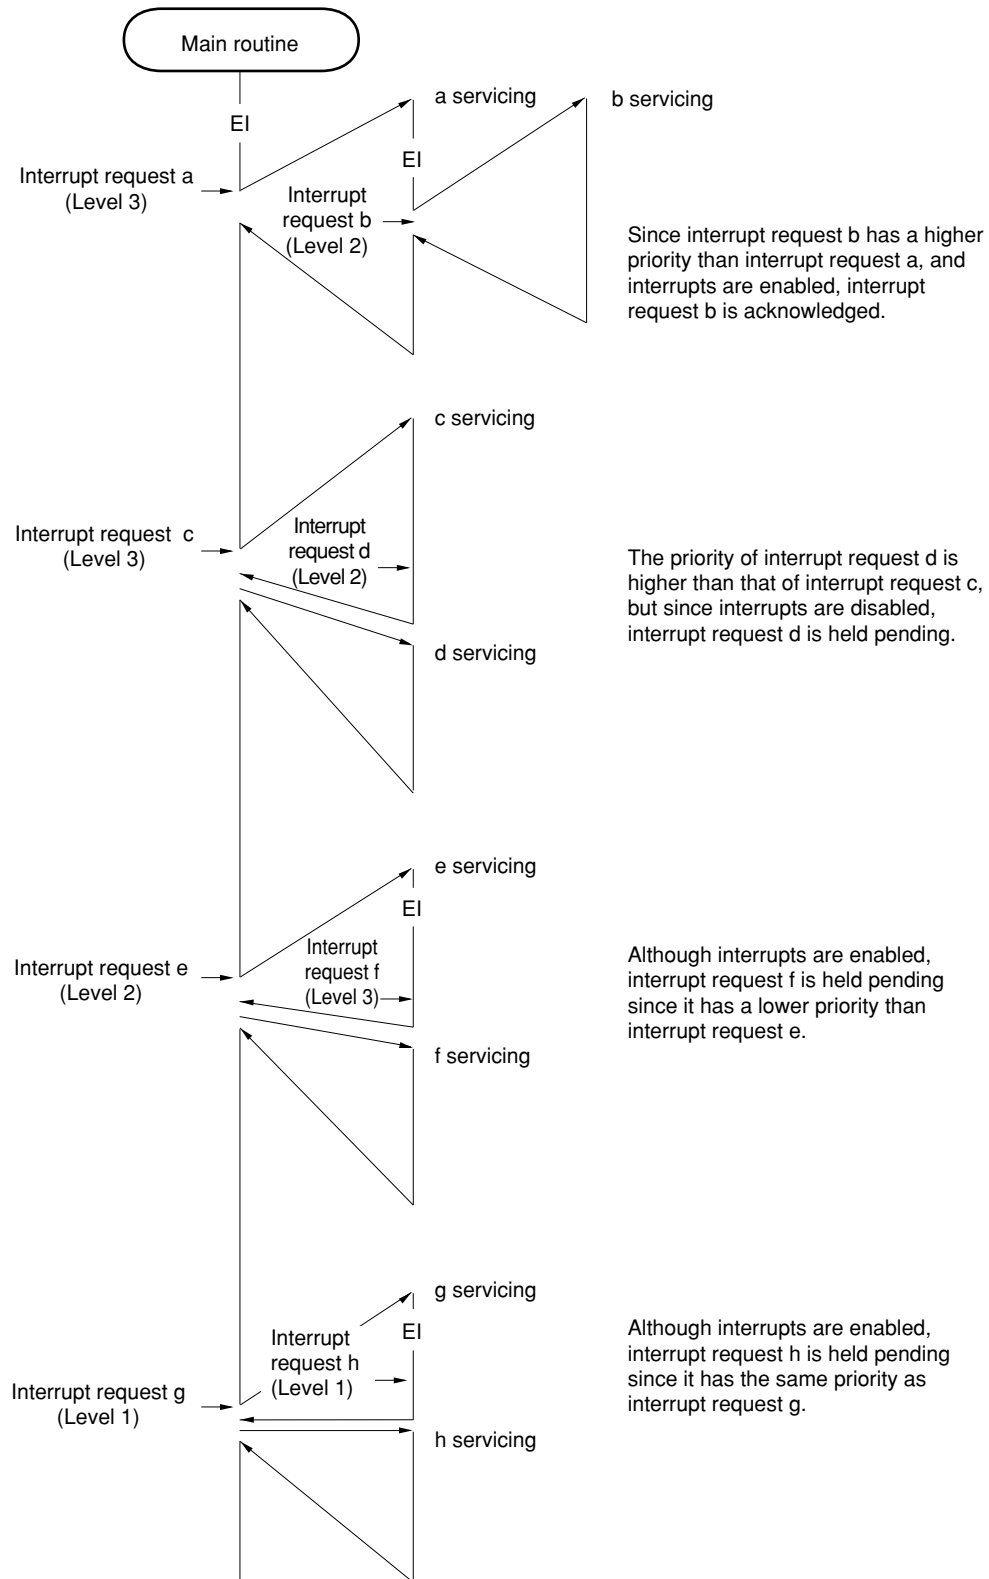 Main routine
EI
a servicing
b servicing
EI
Interrupt request a
(Level 3)
Interrupt
request b
(Level 2)
Since interrupt request b has a higher
priority than interrupt request a, and
interrupts are enabled, interrupt
request b is acknowledged.
c servicing
Interrupt request c
(Level 3)
Interrupt
request d
(Level 2)
The priority of interrupt request d is
higher than that of interrupt request c,
but since interrupts are disabled,
interrupt request d is held pending.
d servicing
e servicing
EI
Interrupt request e
(Level 2)
Interrupt
request f
(Level 3)
Although interrupts are enabled,
interrupt request f is held pending
since it has a lower priority than
interrupt request e.
f servicing
g servicing
EI
Interrupt request g
(Level 1)
Interrupt
request h
(Level 1)
Although interrupts are enabled,
interrupt request h is held pending
since it has the same priority as
interrupt request g.
h servicing